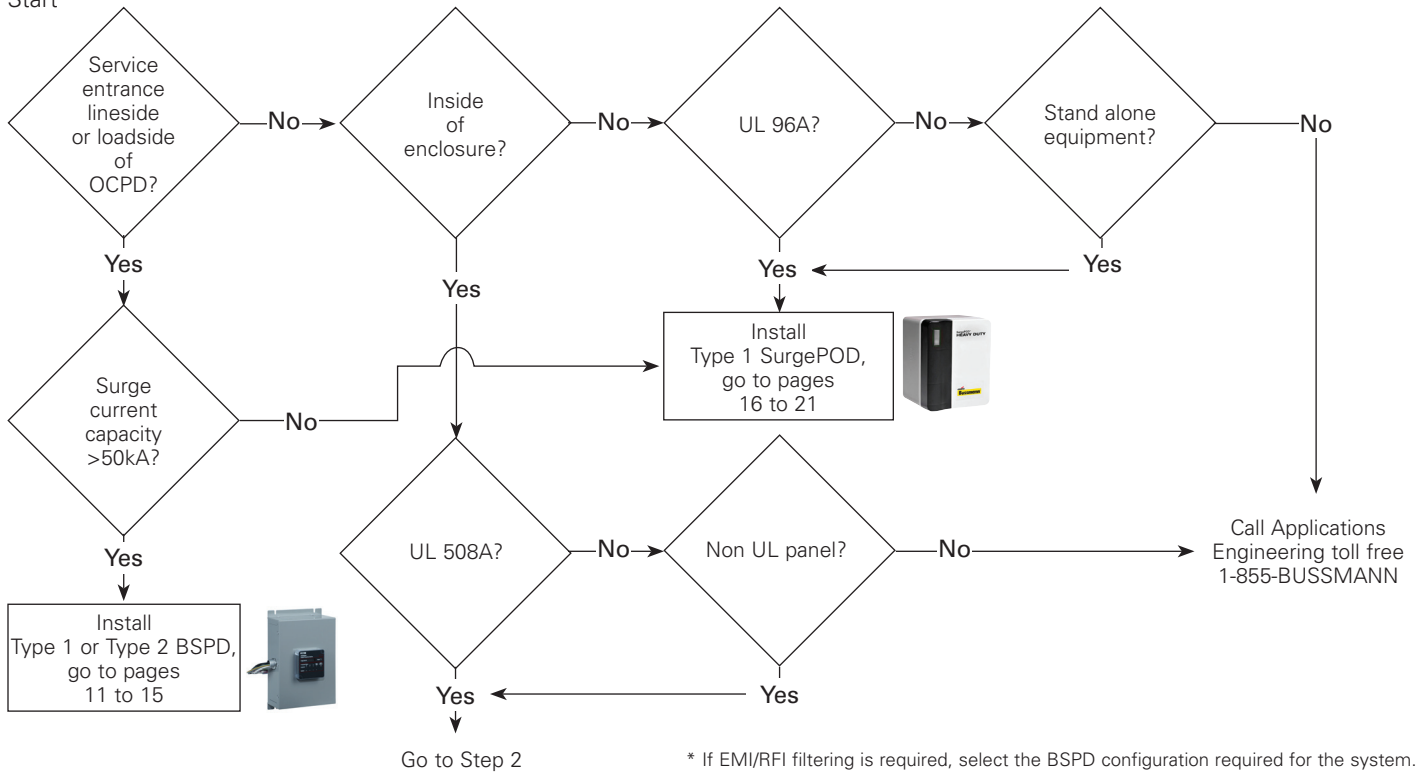 Start
Service
entrance
lineside
or loadside
of
OCPD?
No
Inside
of
enclosure?
No
UL 96A?
No
Stand alone
equipment?
No
Yes
Yes
Yes
Yes
Surge
current
capacity
>50kA?
No
Install
Type 1 SurgePOD,
go to pages
16 to 21
HEAVY DUTY
BUSSMANN
Yes
UL 508A?
No
Non UL panel?
No
Call Applications
Engineering toll free
1-855-BUSSMANN
Install
Type 1 or Type 2 BSPD,
go to pages
11 to 15
Yes
Yes
Go to Step 2
* If EMI/RFI filtering is required, select the BSPD configuration required for the system.